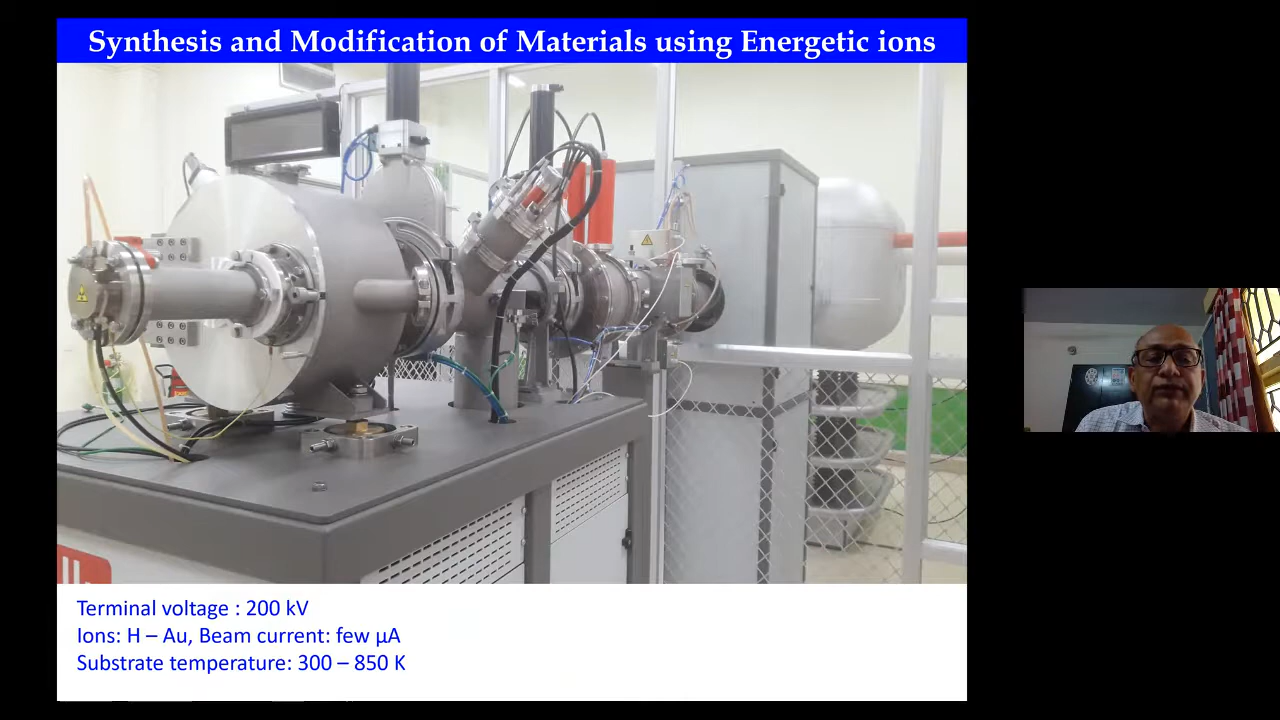 Synthesis and Modification of Materials using Energetic ions
Terminal voltage : 200 kV
Ions: H – Au, Beam current: few µA
Substrate temperature: 300 – 850 K